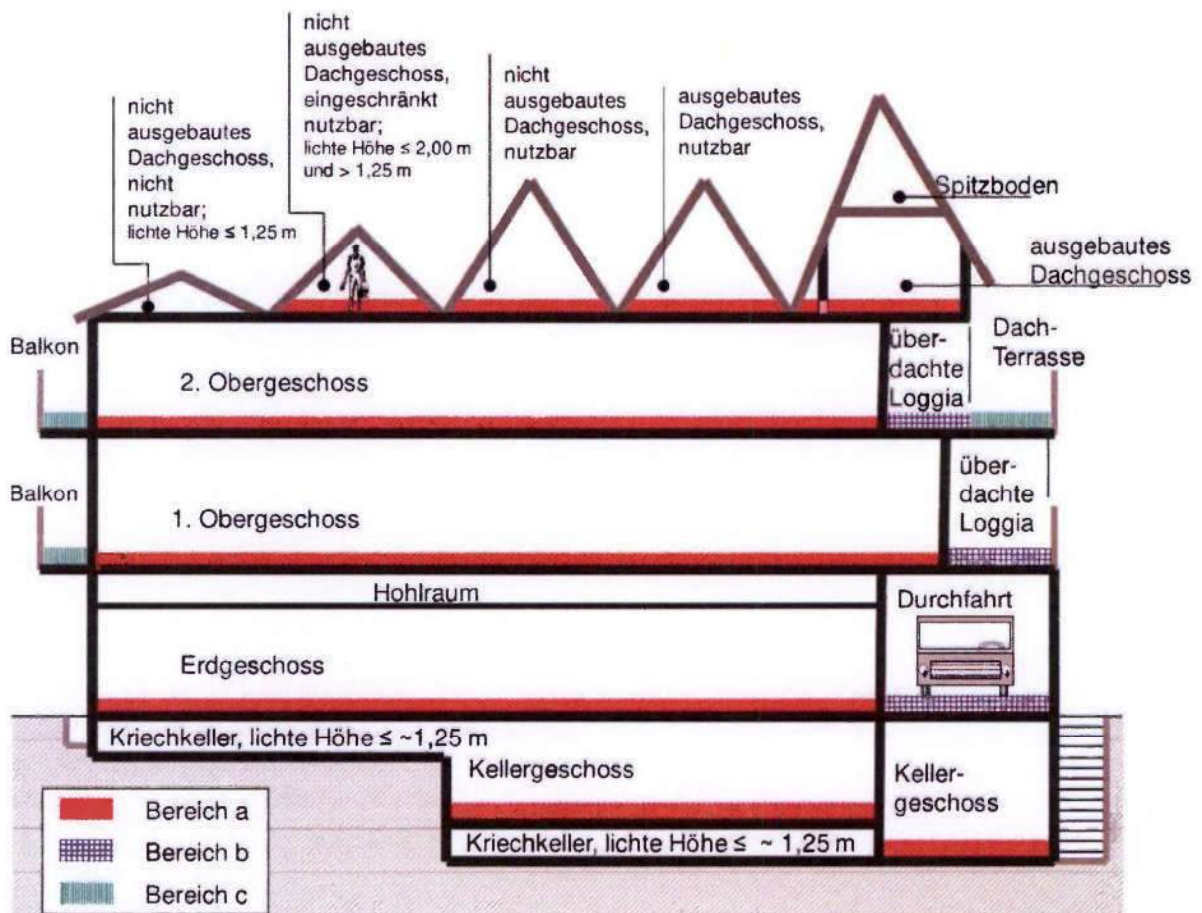 nicht
ausgebautes
Dachgeschoss,
nicht
nutzbar;
lichte Höhe ≤ 1,25 m
nicht
ausgebautes
Dachgeschoss,
eingeschränkt
nutzbar;
lichte Höhe ≤ 2,00 m
und > 1,25 m
nicht
ausgebautes
Dachgeschoss,
nutzbar
ausgebautes
Dachgeschoss,
nutzbar
Spitzboden
ausgebautes
Dachgeschoss
Balkon
2. Obergeschoss
über-
dachte
Loggia
Dach-
Terrasse
Balkon
1. Obergeschoss
über-
dachte
Loggia
Hohlraum
Erdgeschoss
Durchfahrt
Kriechkeller, lichte Höhe ≤ ~1,25 m
Kellergeschoss
Keller-
geschoss
Kriechkeller, lichte Höhe ≤ ~ 1,25 m
Bereich a
Bereich b
Bereich c